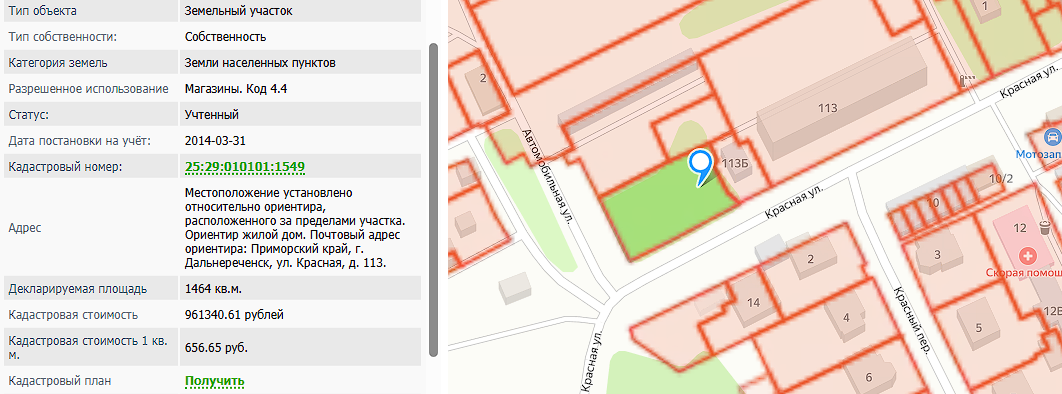 Тип объекта Земельный участок
Тип собственности: Собственность
Категория земель Земли населенных пунктов
Разрешенное использование Магазины. Код 4.4
Статус: Учтенный
Дата постановки на учёт: 2014-03-31
Кадастровый номер: 25:29:010101:1549
Адрес
Местоположение установлено
относительно ориентира,
расположенного за пределами участка.
Ориентир жилой дом. Почтовый адрес
ориентира: Приморский край, г.
Дальнереченск, ул. Красная, д. 113.
Декларируемая площадь 1464 кв.м.
Кадастровая стоимость 961340.61 рублей
Кадастровая стоимость 1 кв.
м.
656.65 руб.
Кадастровый план Получить
1
2
Красная ул.
113
Автомобильная ул.
113Б
Мотозап
10/2
10
Красная ул.
12
2
3
Скорая помощ
14
4
5
12В
Красный пер.
Красная ул.
6